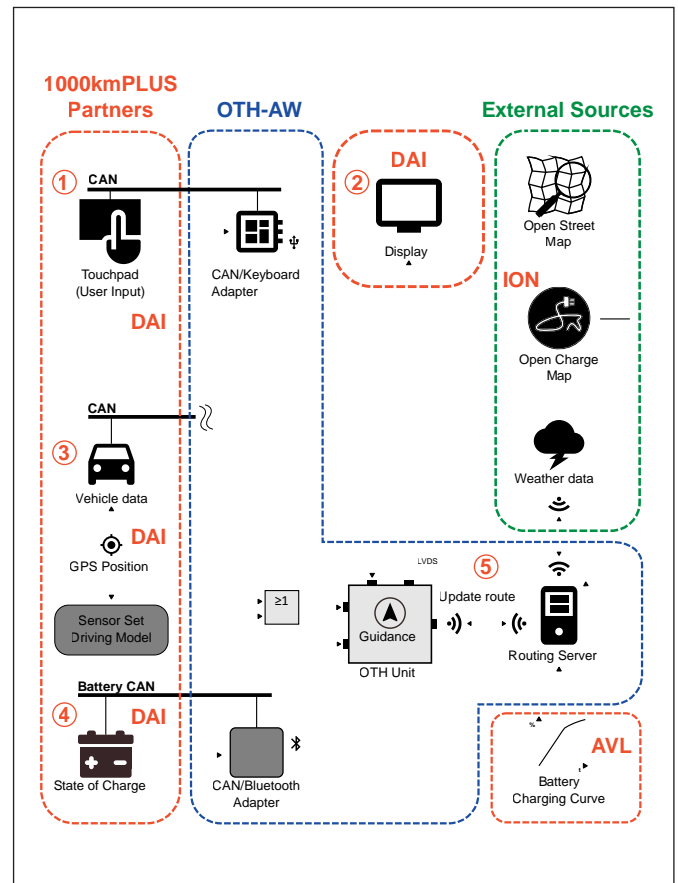 1000kmPLUS
Partners
OTH-AW
External Sources
1
CAN
Touchpad
(User Input)
DAI
CAN/Keyboard
Adapter
2
DAI
Display
Open Street
Map
ION
Open Charge
Map
Weather data
CAN
3
Vehicle data
DAI
GPS Position
Sensor Set
Driving Model
≥1
LVDS
5
Update route
Guidance
OTH Unit
Routing Server
Battery CAN
4
DAI
State of Charge
CAN/Bluetooth
Adapter
%
t
AVL
Battery
Charging Curve